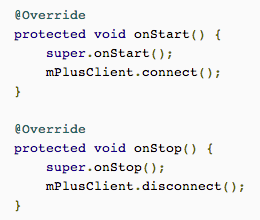 @Override
protected void onStart() {
    super.onStart();
    mPlusClient.connect();
}

@Override
protected void onStop() {
    super.onStop();
    mPlusClient.disconnect();
}